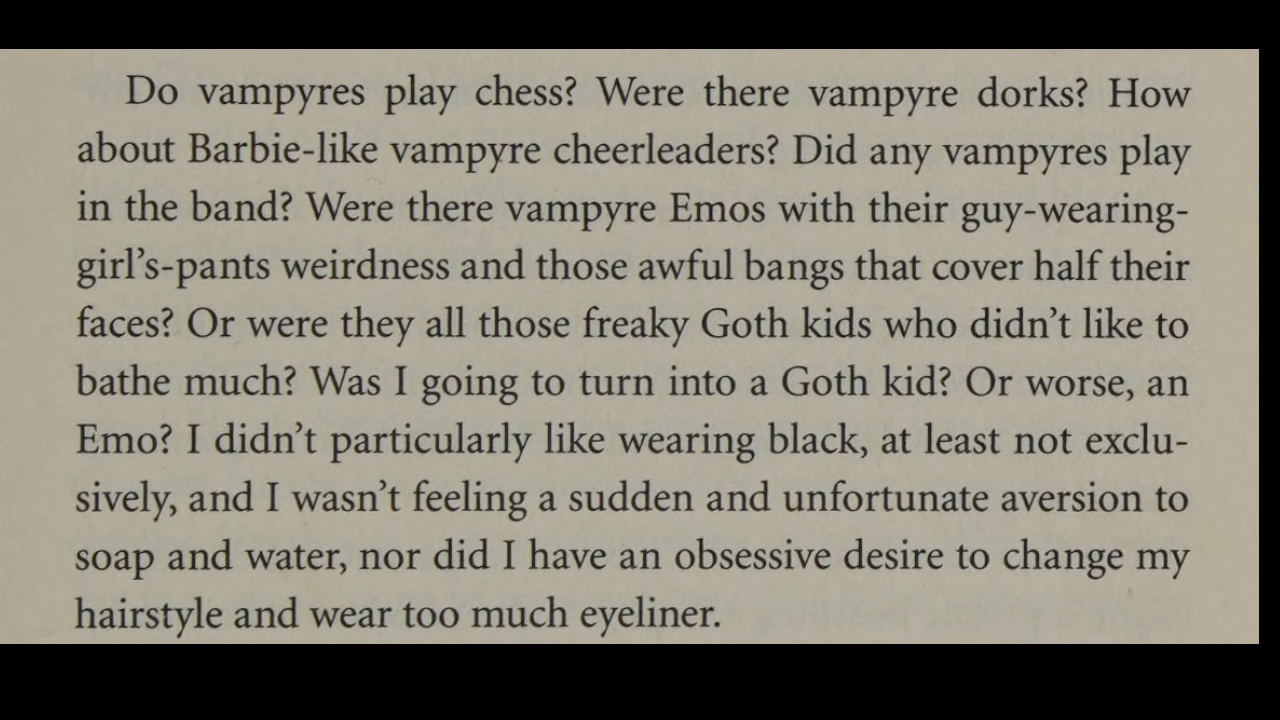 Do vampyres play chess? Were there vampyre dorks? How
about Barbie-like vampyre cheerleaders? Did any vampyres play
in the band? Were there vampyre Emos with their guy-wearing-
girl’s-pants weirdness and those awful bangs that cover half their
faces? Or were they all those freaky Goth kids who didn’t like to
bathe much? Was I going to turn into a Goth kid? Or worse, an
Emo? I didn’t particularly like wearing black, at least not exclu-
sively, and I wasn’t feeling a sudden and unfortunate aversion to
soap and water, nor did I have an obsessive desire to change my
hairstyle and wear too much eyeliner.